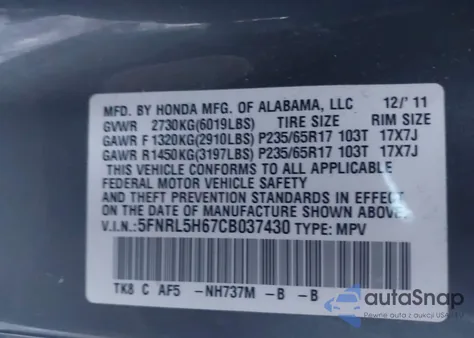 MFD. BY HONDA MFG. OF ALABAMA, LLC 12/'11
GVWR 2730KG(6019LBS) TIRE SIZE RIM SIZE
GAWR F 1320KG(2910LBS) P235/65R17 103T 17X7J
GAWR R1450KG(3197LBS) P235/65R17 103T 17X7J
THIS VEHICLE CONFORMS TO ALL APPLICABLE
FEDERAL MOTOR VEHICLE SAFETY
AND THEFT PREVENTION STANDARDS IN EFFECT
ON THE DATE OF MANUFACTURE SHOWN ABOVE.
V.I.N.:5FNRL5H67CB037430 TYPE: MPV
TK8 C AF5 -NH737M -B -B
autoSnap
Pewne auta z USA